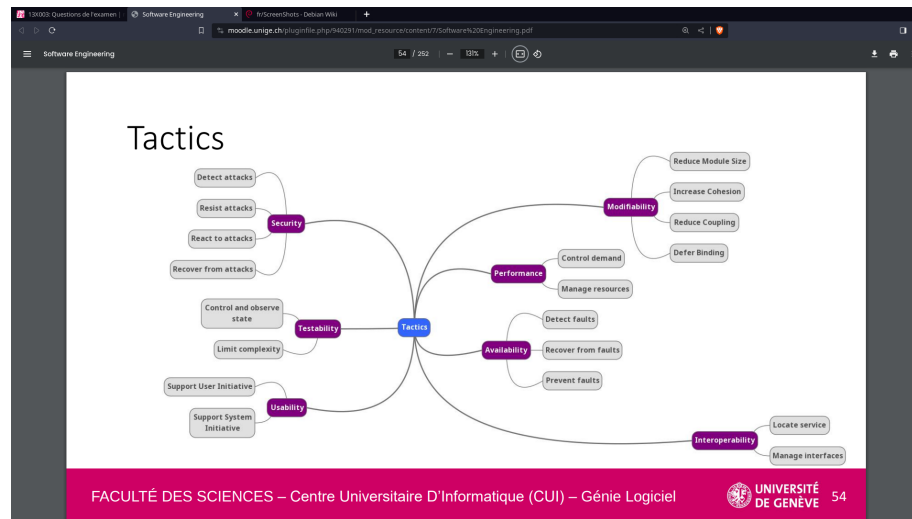 13X003: Questions de l'examen |
Software Engineering
fr/ScreenShots - Debian Wiki
moodle.unige.ch/pluginfile.php/940291/mod_resource/content/7/Software%20Engineering.pdf
Software Engineering
54 / 252
131%
Tactics
Detect attacks
Resist attacks
React to attacks
Recover from attacks
Security
Control and observe
state
Limit complexity
Testability
Support User Initiative
Support System
Initiative
Usability
Tactics
Reduce Module Size
Increase Cohesion
Reduce Coupling
Defer Binding
Modifiability
Control demand
Manage resources
Performance
Detect faults
Recover from faults
Prevent faults
Availability
Locate service
Manage interfaces
Interoperability
FACULTÉ DES SCIENCES – Centre Universitaire D'Informatique (CUI) – Génie Logiciel
UNIVERSITÉ
DE GENÈVE
54